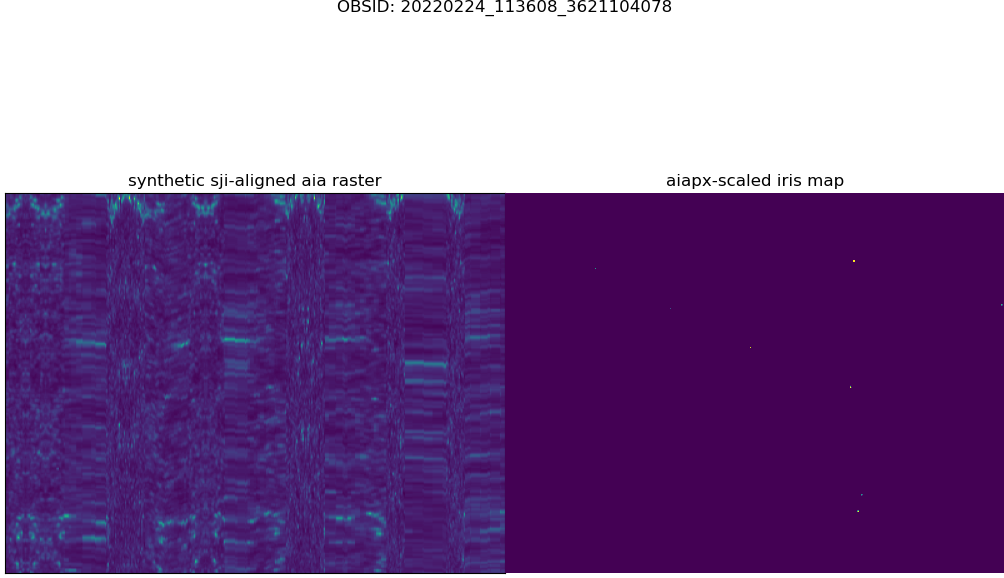 OBSID: 20220224_113608_3621104078
synthetic sji-aligned aia raster
aiapx-scaled iris map